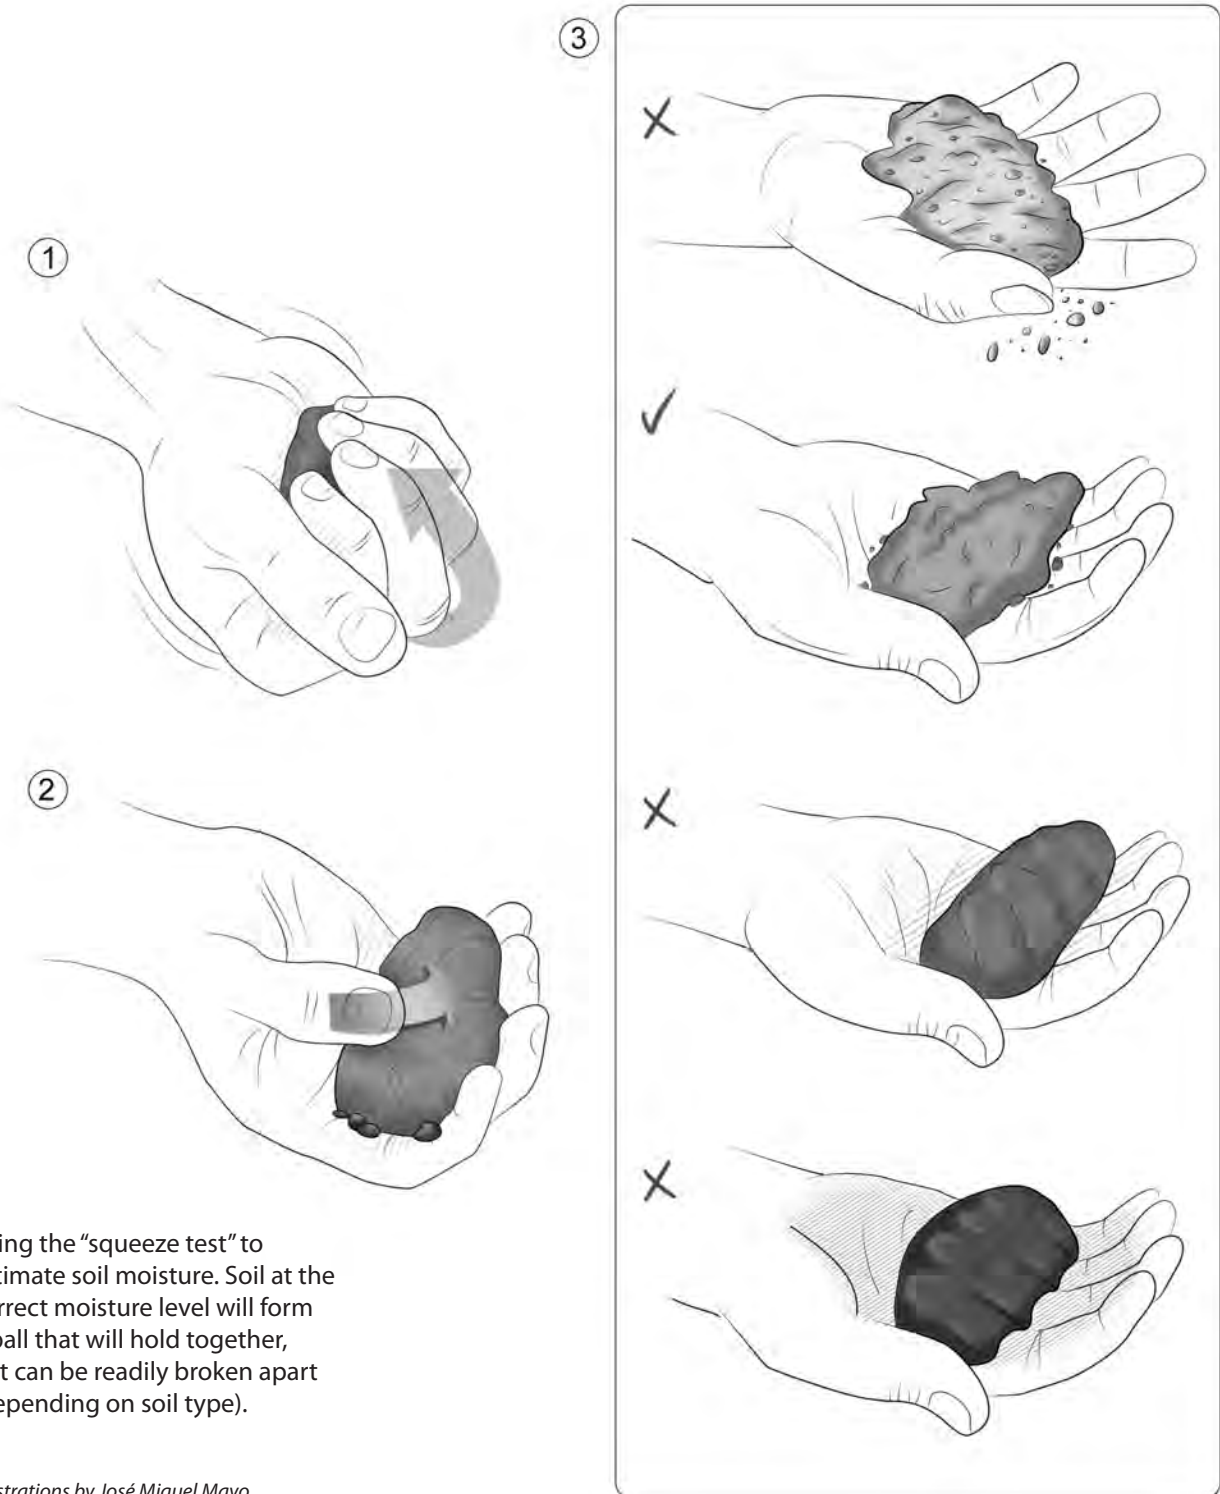 1
2
3
ing the “squeeze test” to
timate soil moisture. Soil at the
rrect moisture level will form
ball that will hold together,
t can be readily broken apart
epending on soil type).
strations by José Miguel Mayo